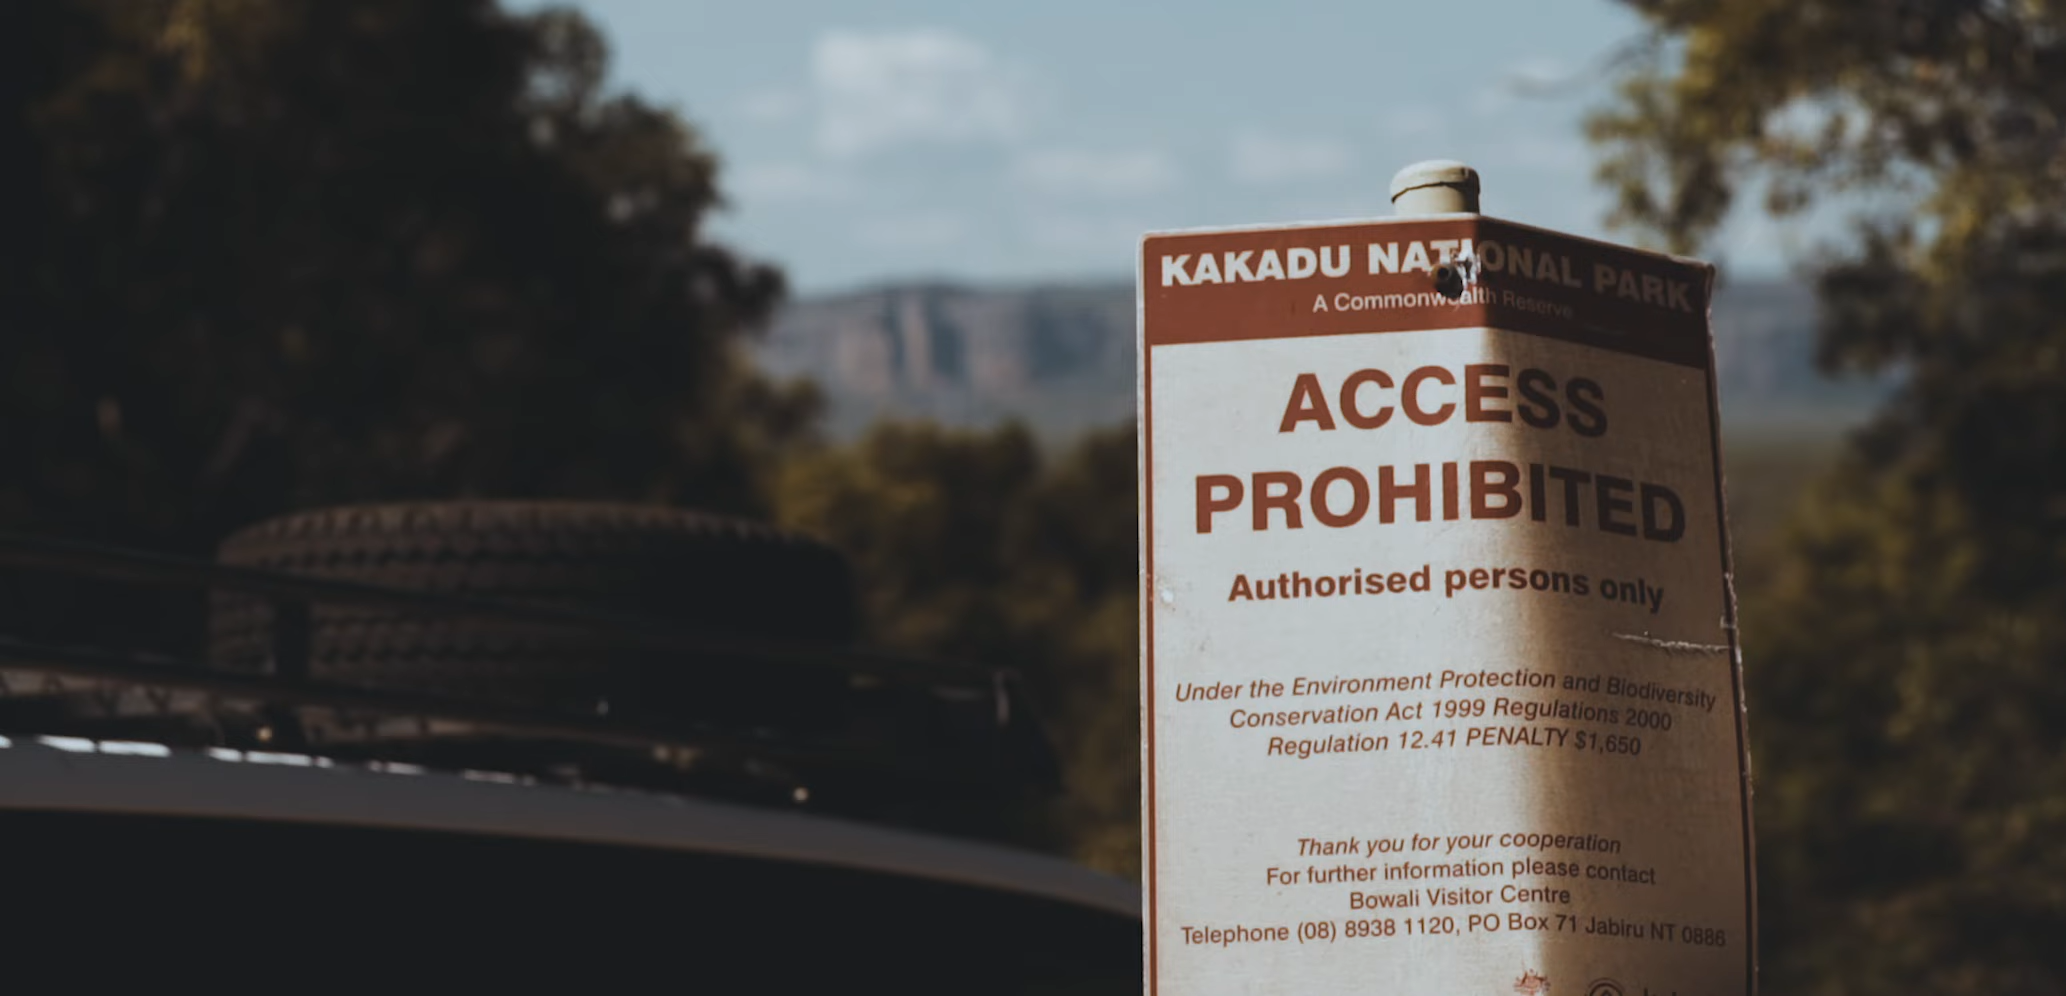 KAKADU NATIONAL PARK
A Commonwealth Reserve
ACCESS
PROHIBITED
Authorised persons only
Under the Environment Protection and Biodiversity
Conservation Act 1999 Regulations 2000
Regulation 12.41 PENALTY $1,650
Thank you for your cooperation
For further information please contact
Bowali Visitor Centre
Telephone (08) 8938 1120, PO Box 71 Jabiru NT 0886